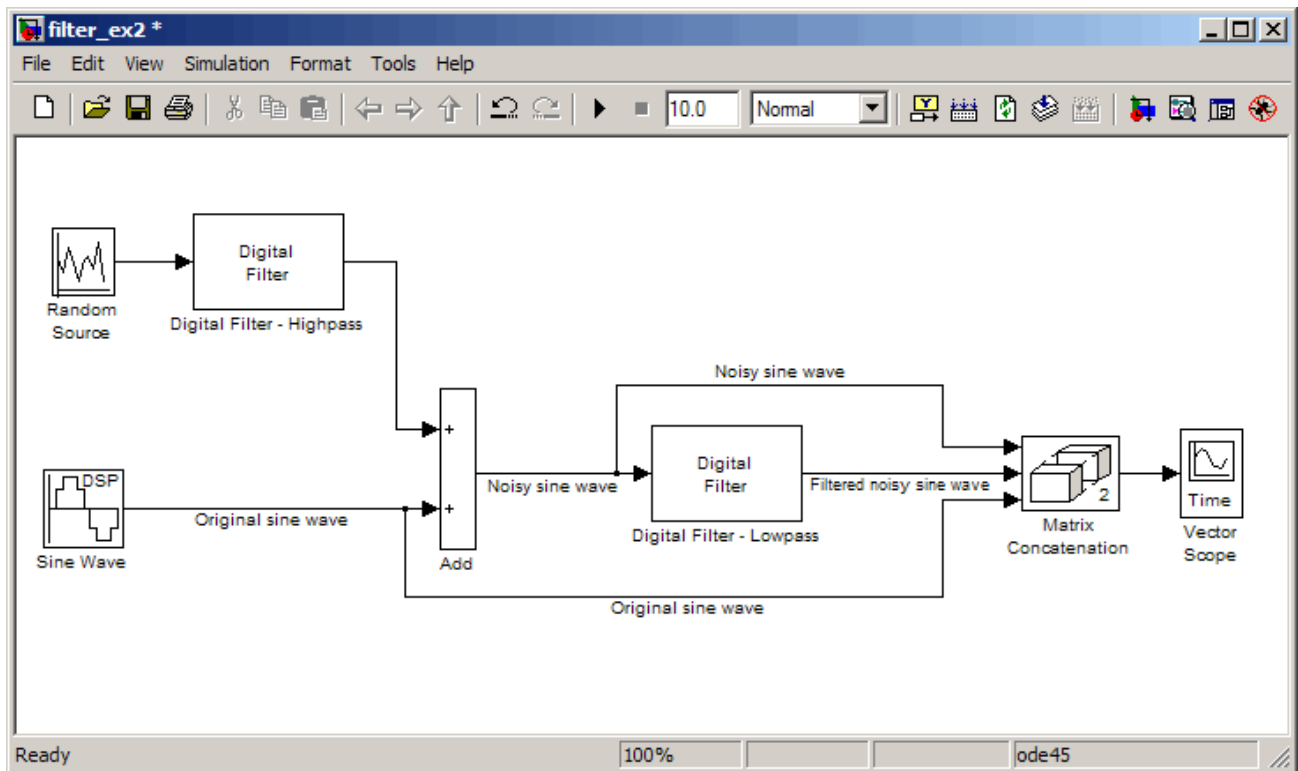 filter_ex2 *
File Edit View Simulation Format Tools Help
10.0 Normal
Digital
Filter
Random
Source
Digital Filter - Highpass
Noisy sine wave
DSP
Original sine wave
Sine Wave
+
+
Add
Noisy sine wave
Digital
Filter
Digital Filter - Lowpass
Filtered noisy sine wave
Original sine wave
2
Matrix
Concatenation
Time
Vector
Scope
Ready 100% ode45